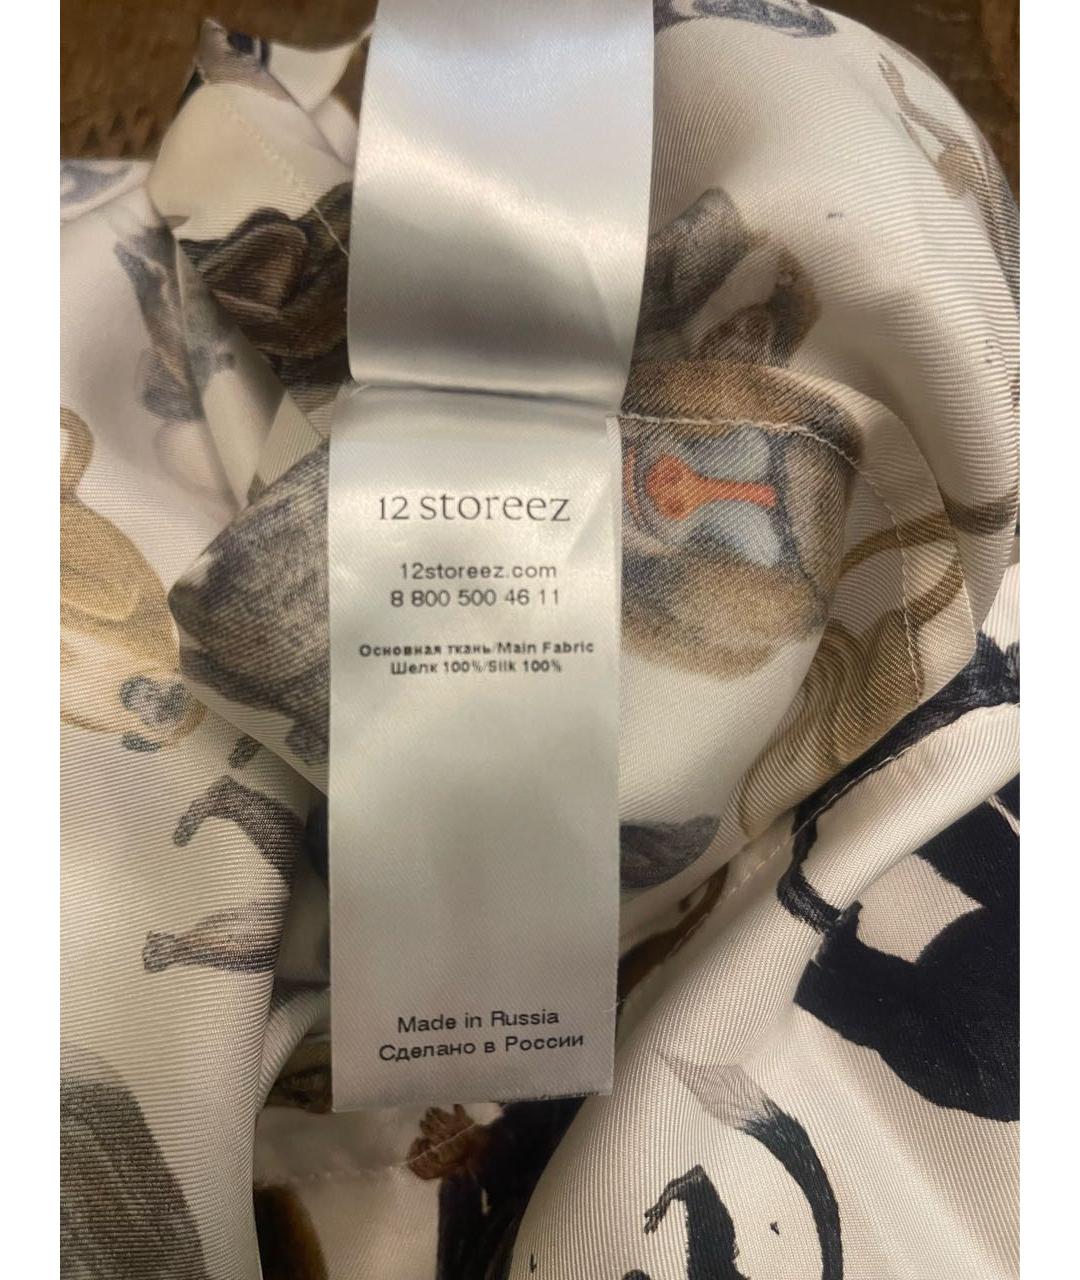 12 storeez
12storeez.com
8 800 500 46 11
Основная ткань/Main Fabric
Шелк 100%/Silk 100%
Made in Russia
Сделано в России